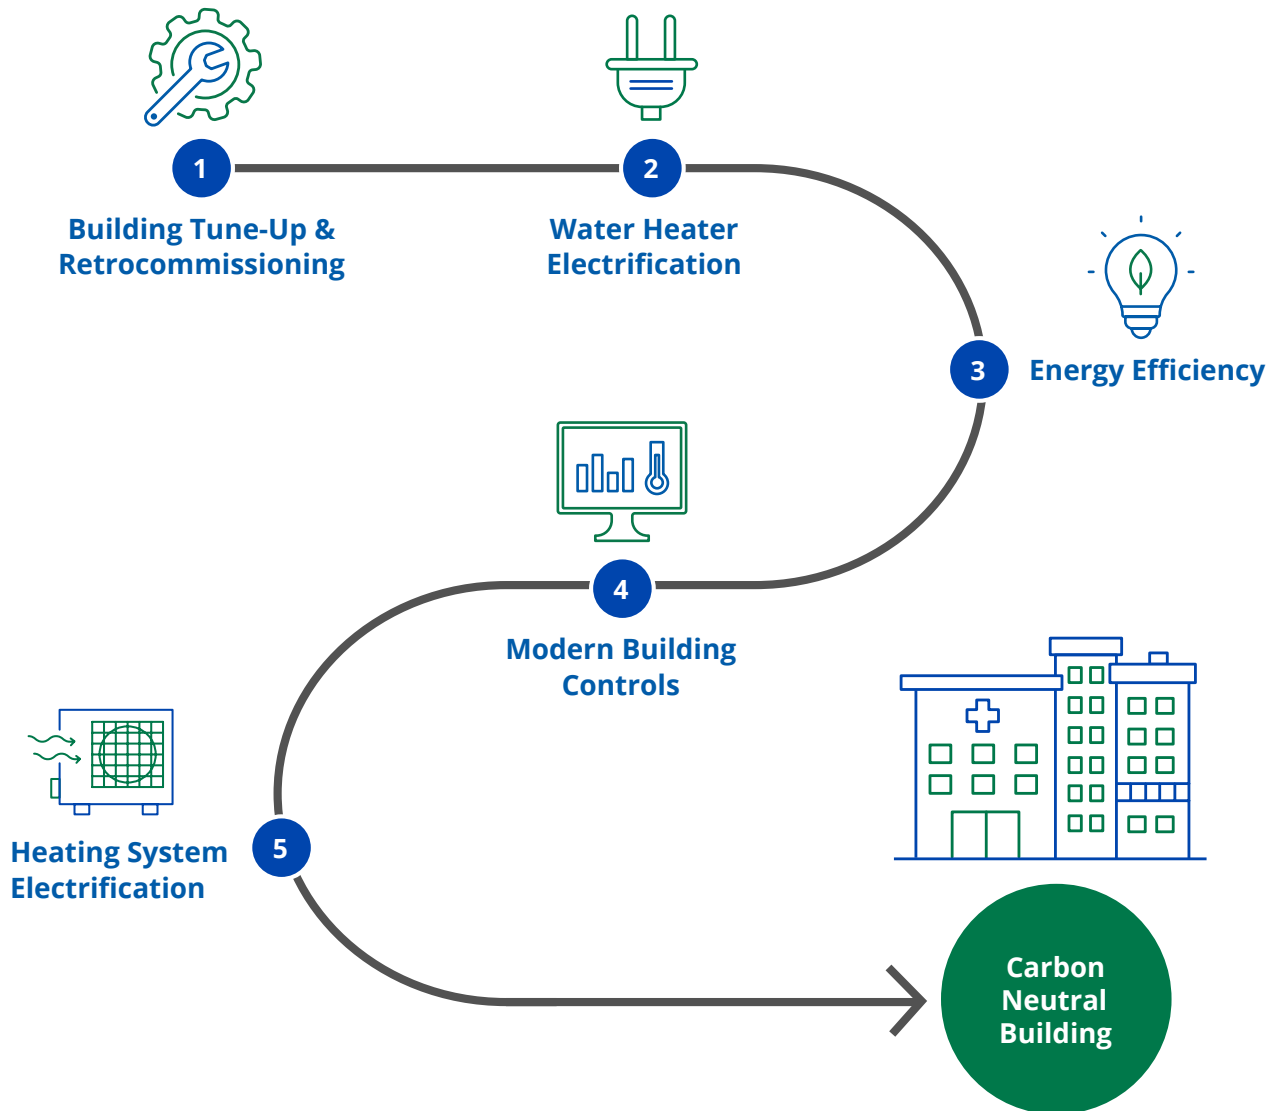 1
Building Tune-Up &
Retrocommissioning
2
Water Heater
Electrification
3
Energy Efficiency
4
Modern Building
Controls
5
Heating System
Electrification
Carbon
Neutral
Building